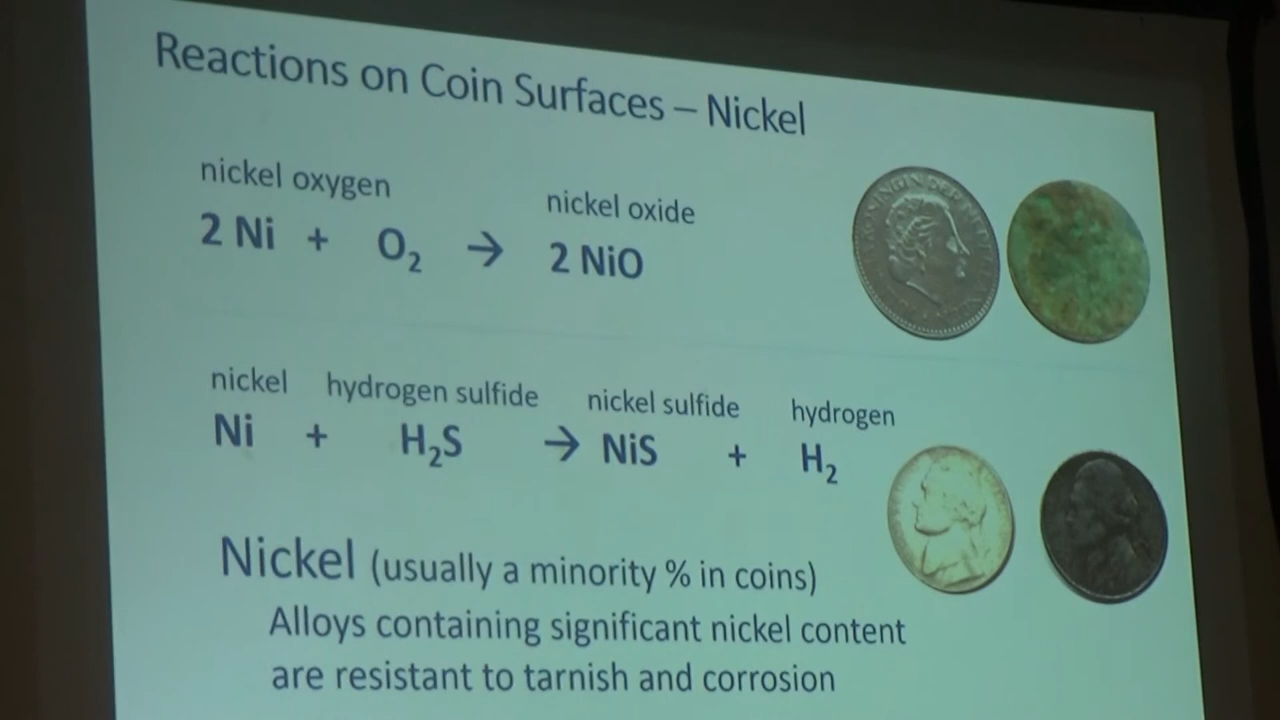 Reactions on Coin Surfaces – Nickel
nickel oxygen nickel oxide
2 Ni + O₂ → 2 NiO
nickel hydrogen sulfide nickel sulfide hydrogen
Ni + H₂S → NiS + H₂
Nickel (usually a minority % in coins)
Alloys containing significant nickel content
are resistant to tarnish and corrosion